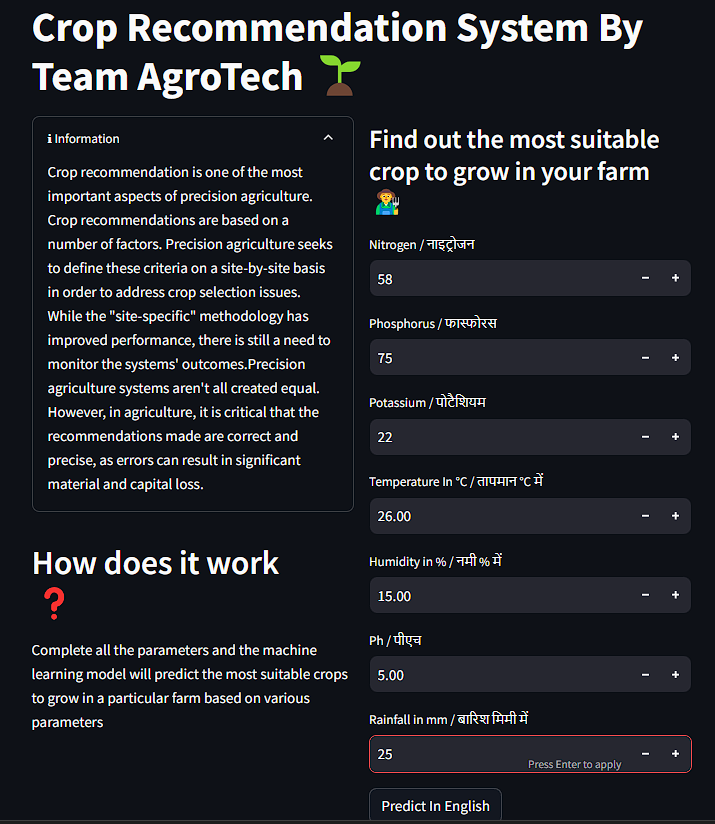 Crop Recommendation System By
Team AgroTech
ℹ Information
Crop recommendation is one of the most
important aspects of precision agriculture.
Crop recommendations are based on a
number of factors. Precision agriculture seeks
to define these criteria on a site-by-site basis
in order to address crop selection issues.
While the "site-specific" methodology has
improved performance, there is still a need to
monitor the systems' outcomes.Precision
agriculture systems aren't all created equal.
However, in agriculture, it is critical that the
recommendations made are correct and
precise, as errors can result in significant
material and capital loss.
How does it work
❓
Complete all the parameters and the machine
learning model will predict the most suitable crops
to grow in a particular farm based on various
parameters
Find out the most suitable
crop to grow in your farm
Nitrogen / नाइट्रोजन
58
Phosphorus / फास्फोरस
75
Potassium / पोटैशियम
22
Temperature In °C / तापमान °C में
26.00
Humidity in % / नमी % में
15.00
Ph / पीएच
5.00
Rainfall in mm / बारिश मिमी में
25
Press Enter to apply
Predict In English